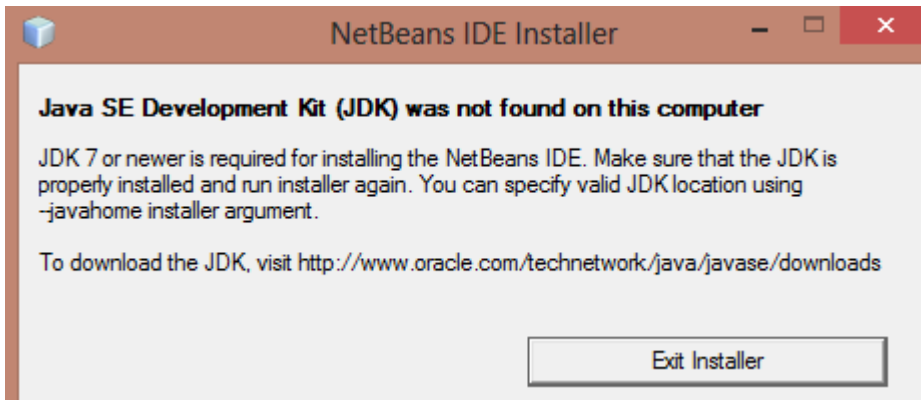 NetBeans IDE Installer
Java SE Development Kit (JDK) was not found on this computer
JDK 7 or newer is required for installing the NetBeans IDE. Make sure that the JDK is
properly installed and run installer again. You can specify valid JDK location using
--javahome installer argument.
To download the JDK, visit http://www.oracle.com/technetwork/java/javase/downloads
Exit Installer